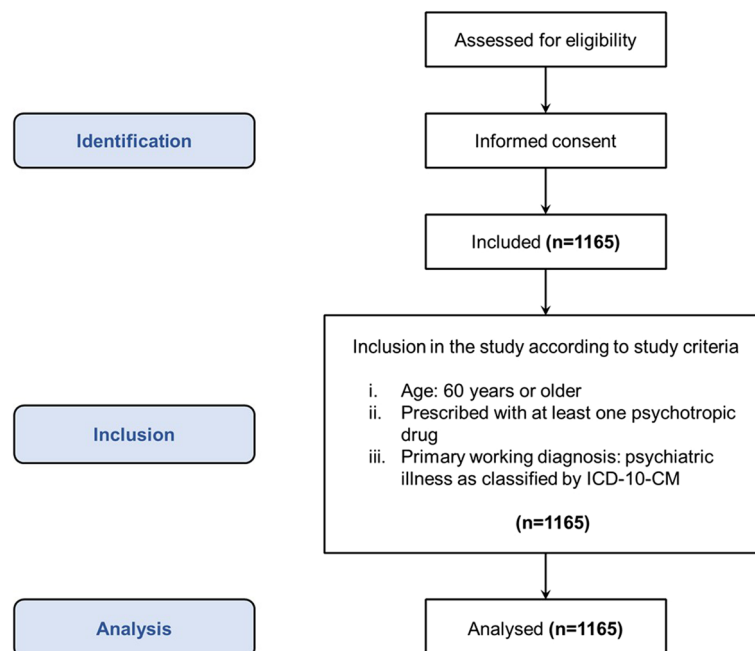 Assessed for eligibility
Identification
Informed consent
Included (n=1165)
Inclusion in the study according to study criteria
i. Age: 60 years or older
ii. Prescribed with at least one psychotropic
drug
iii. Primary working diagnosis: psychiatric
illness as classified by ICD-10-CM
(n=1165)
Inclusion
Analysis
Analysed (n=1165)